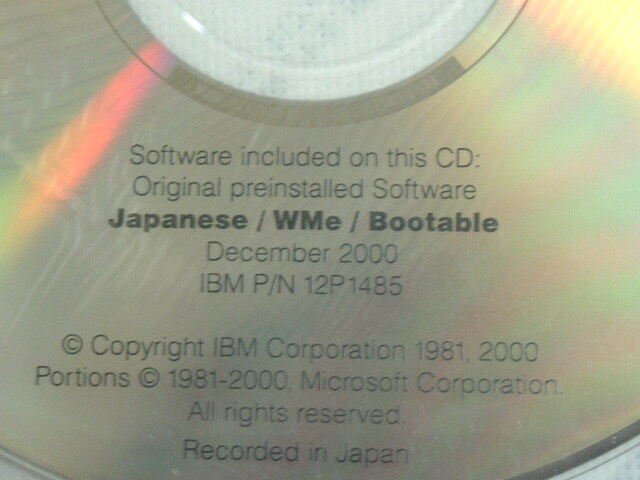 Software included on this CD:
Original preinstalled Software
Japanese / WMe / Bootable
December 2000
IBM P/N 12P1485
© Copyright IBM Corporation 1981, 2000
Portions © 1981-2000, Microsoft Corporation.
All rights reserved.
Recorded in Japan